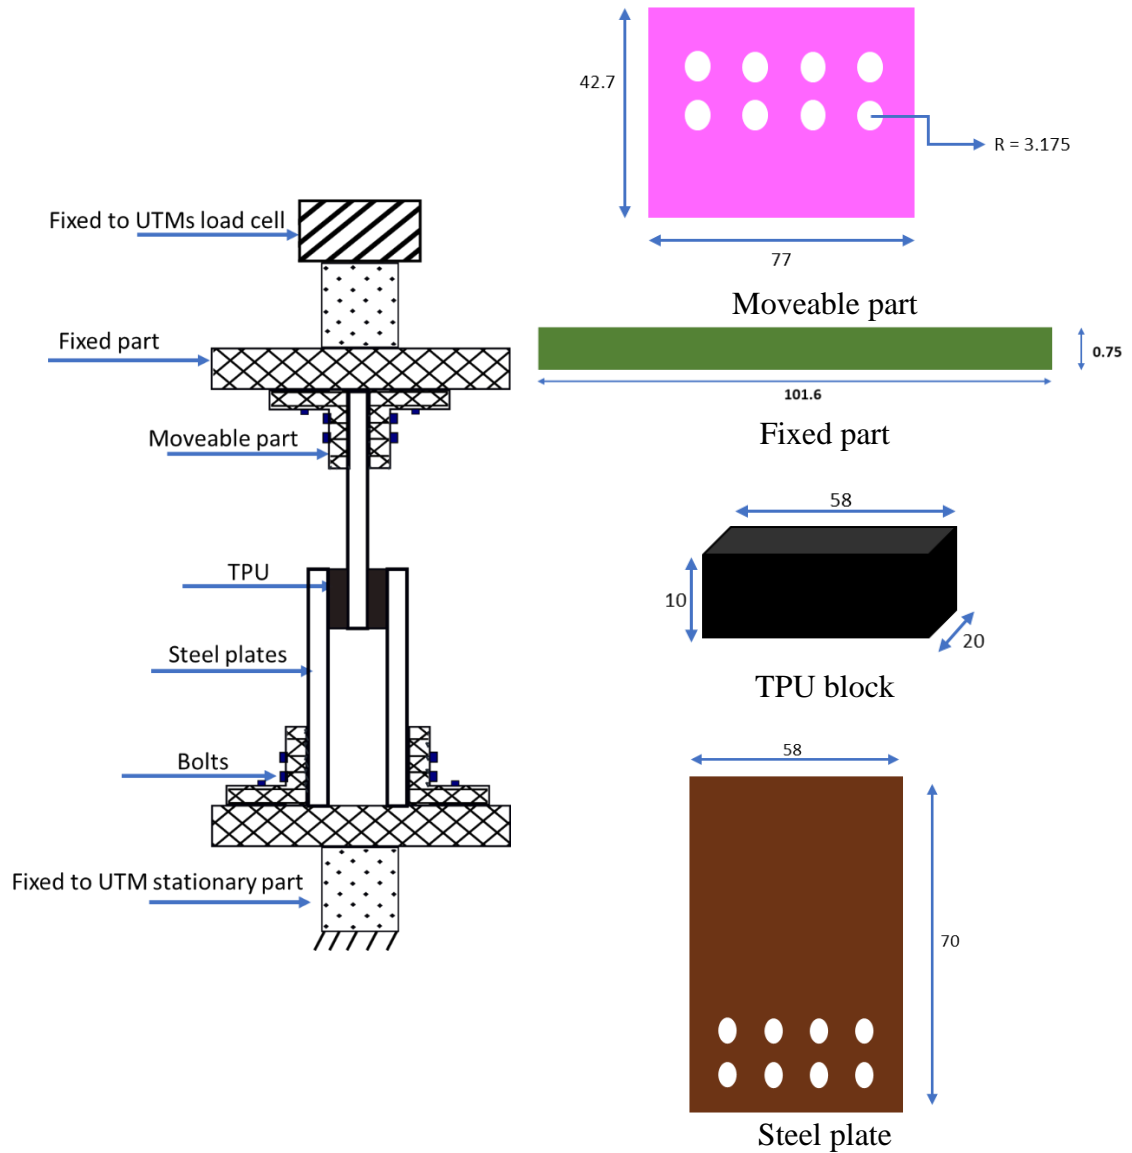 Fixed to UTMs load cell
Fixed part
Moveable part
TPU
Steel plates
Bolts
Fixed to UTM stationary part
42.7
R = 3.175
77
Moveable part
0.75
101.6
Fixed part
58
10
20
TPU block
58
70
Steel plate